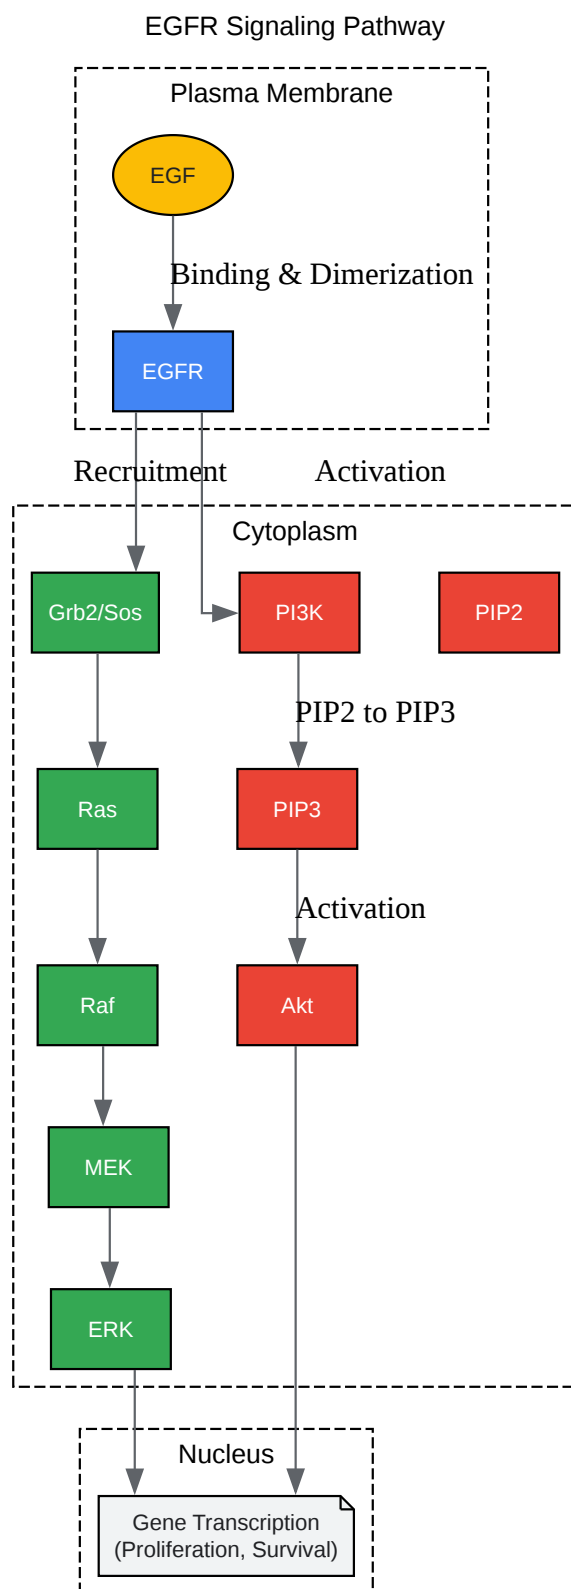 EGFR Signaling Pathway
Plasma Membrane
EGF
Binding & Dimerization
EGFR
Recruitment
Activation
Cytoplasm
Grb2/Sos
PI3K
PIP2
PIP2 to PIP3
Ras
PIP3
Activation
Raf
Akt
MEK
ERK
Nucleus
Gene Transcription
(Proliferation, Survival)